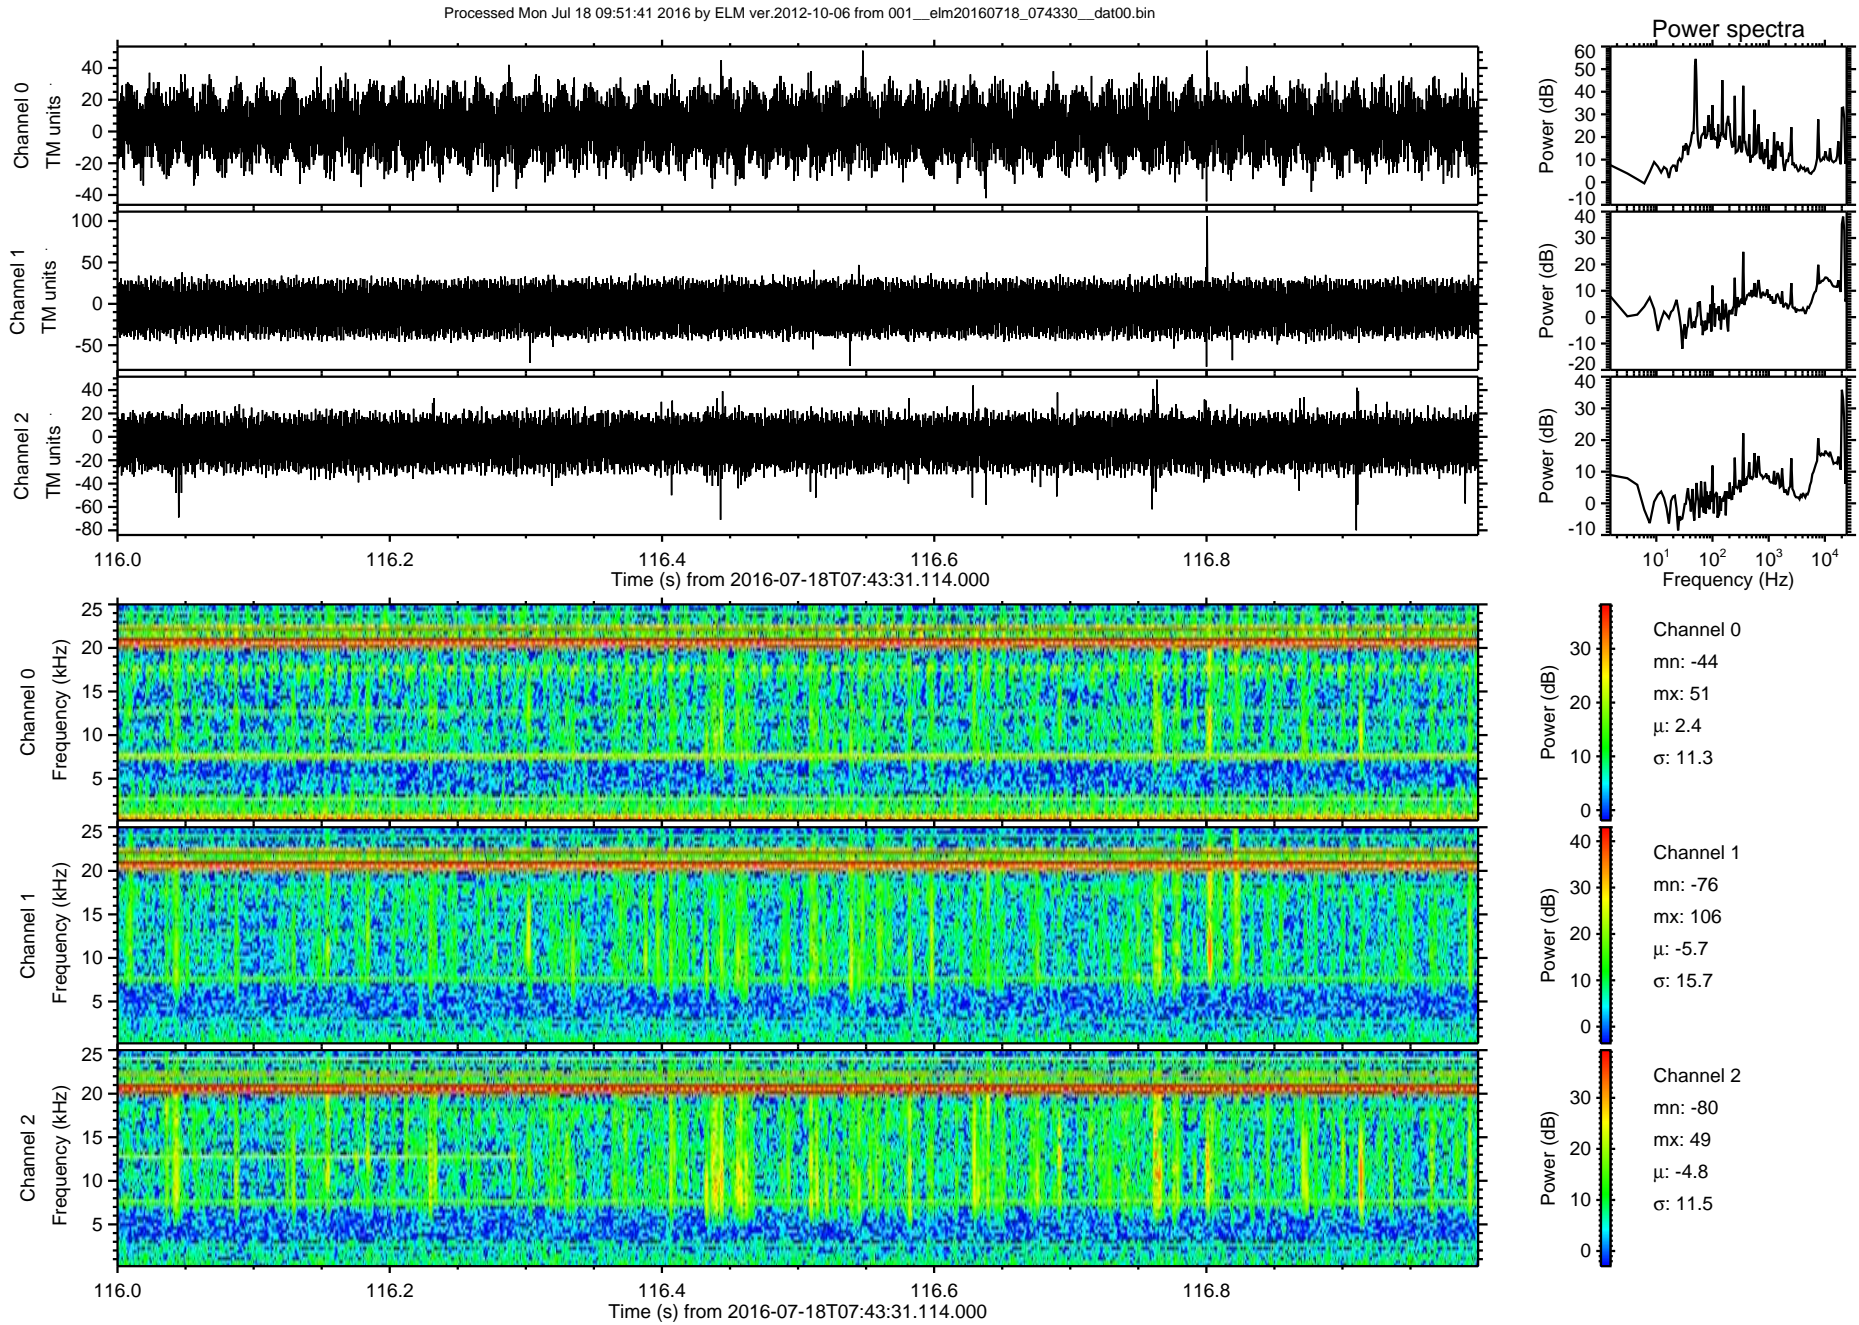 Processed Mon Jul 18 09:51:41 2016 by ELM ver.2012-10-06 from 001__elm20160718_074330__dat00.bin
Power spectra
Channel 0
TM units
40
20
0
-20
-40
Power (dB)
60
50
40
30
20
10
0
-10
Channel 1
TM units
100
50
0
-50
Power (dB)
40
30
20
10
0
-10
-20
Channel 2
TM units
40
20
0
-20
-40
-60
-80
Power (dB)
40
30
20
10
0
-10
116.0 116.2 116.4 116.6 116.8
Time (s) from 2016-07-18T07:43:31.114.000
10^1 10^2 10^3 10^4
Frequency (Hz)
Channel 0
Frequency (kHz)
25
20
15
10
5
Power (dB)
30
20
10
0
Channel 0
mn: -44
mx: 51
μ: 2.4
σ: 11.3
Channel 1
Frequency (kHz)
25
20
15
10
5
Power (dB)
40
30
20
10
0
Channel 1
mn: -76
mx: 106
μ: -5.7
σ: 15.7
Channel 2
Frequency (kHz)
25
20
15
10
5
Power (dB)
30
20
10
0
Channel 2
mn: -80
mx: 49
μ: -4.8
σ: 11.5
116.0 116.2 116.4 116.6 116.8
Time (s) from 2016-07-18T07:43:31.114.000